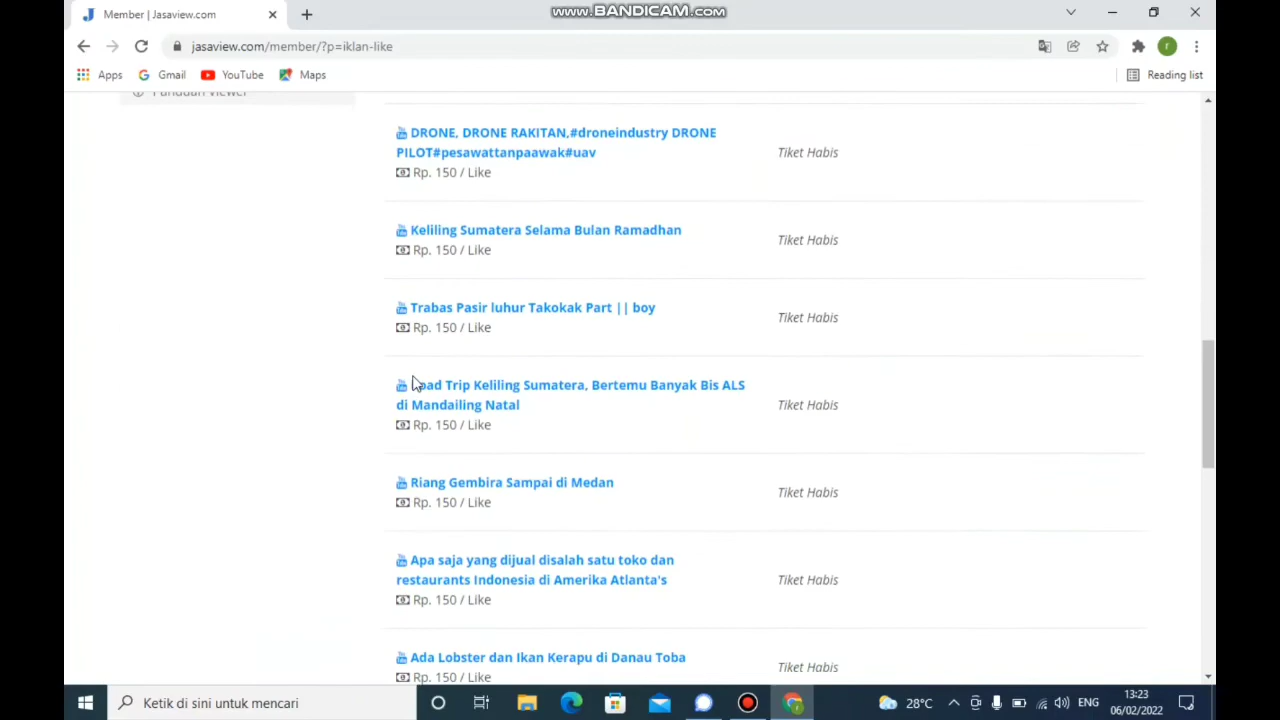 Member | Jasaview.com
www.BANDICAM.com
jasaview.com/member/?p=iklan-like
r
Apps
Gmail
YouTube
Maps
Reading list
Panduan Viewer
DRONE, DRONE RAKITAN,#droneindustry DRONE
PILOT#pesawattanpaawak#uav
Tiket Habis
Rp. 150 / Like
Keliling Sumatera Selama Bulan Ramadhan
Tiket Habis
Rp. 150 / Like
Trabas Pasir luhur Takokak Part || boy
Tiket Habis
Rp. 150 / Like
Trip Keliling Sumatera, Bertemu Banyak Bis ALS
di Mandailing Natal
Tiket Habis
Rp. 150 / Like
Riang Gembira Sampai di Medan
Tiket Habis
Rp. 150 / Like
Apa saja yang dijual disalah satu toko dan
restaurants Indonesia di Amerika Atlanta's
Tiket Habis
Rp. 150 / Like
Ada Lobster dan Ikan Kerapu di Danau Toba
Tiket Habis
Rp. 150 / Like
Ketik di sini untuk mencari
28°C
ENG
13:23
06/02/2022